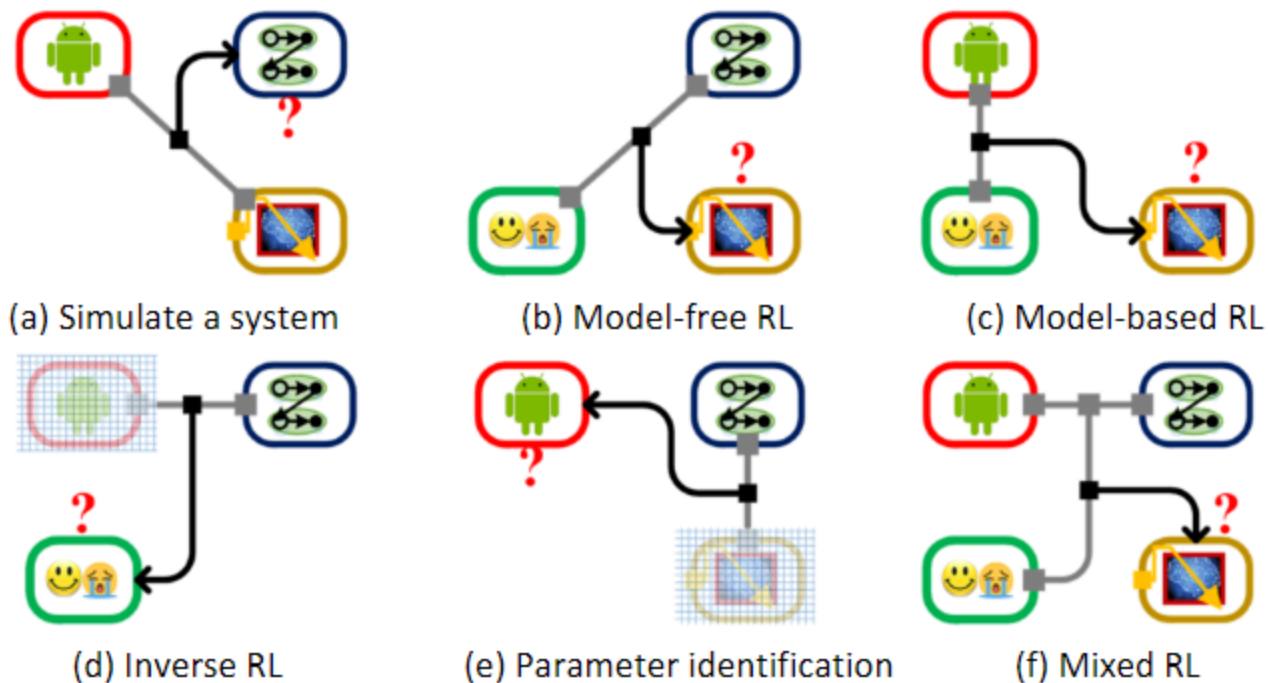 ?
? ?
(a) Simulate a system (b) Model-free RL (c) Model-based RL
? ? ?
(d) Inverse RL (e) Parameter identification (f) Mixed RL